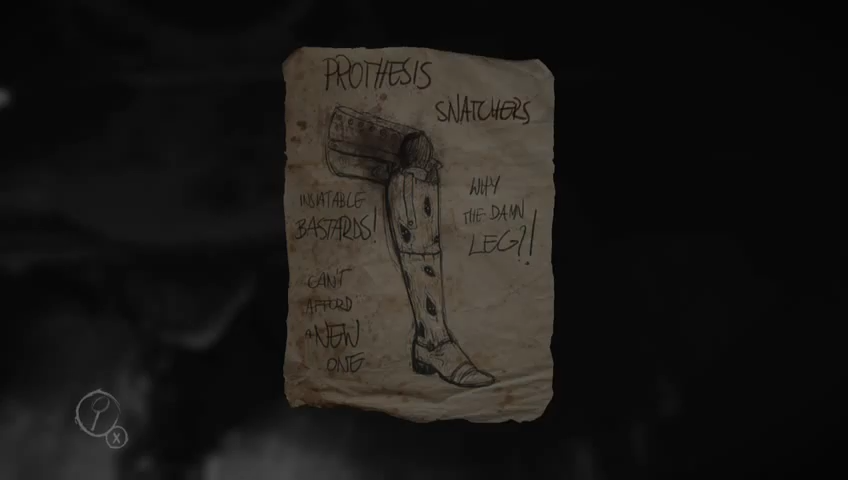 PROTHESIS
SNATCHERS
INSATIABLE
BASTARDS!
WHY
THE DAMN
LEG?!
CAN'T
AFFORD
A NEW
ONE
X